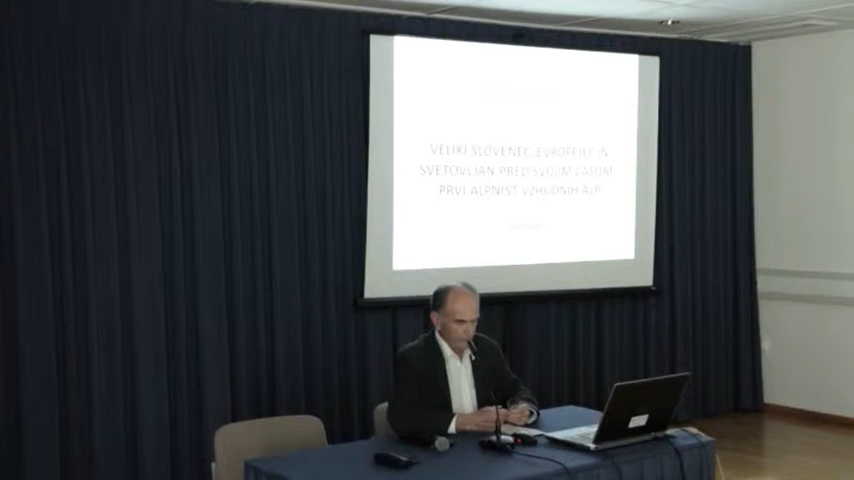 VELIKI SLOVENEC, EVROPEJEC IN
SVETOVLJAN PRED SVOJIM ČASOM
PRVI ALPINIST VZHODNIH ALP